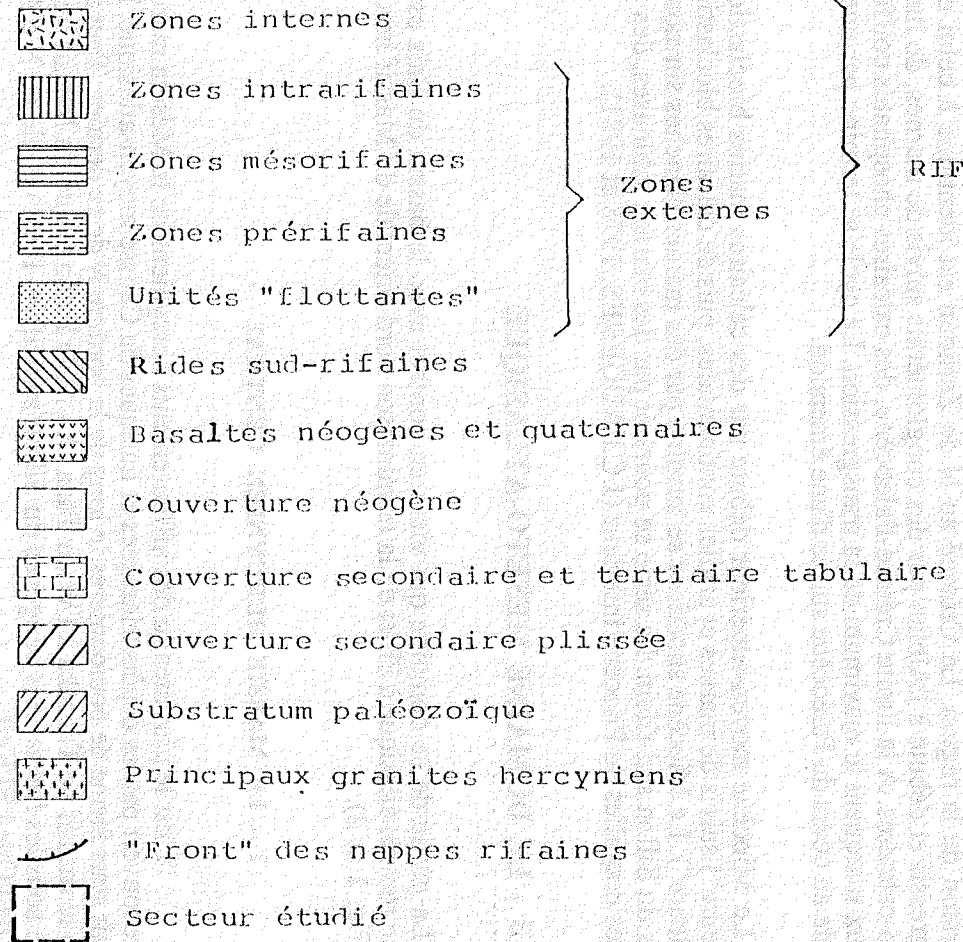 Zones internes
Zones intrarifaines
Zones mésorifaines
Zones prérifaines
Unités "flottantes"
Zones
externes
RIF
Rides sud-rifaines
Basaltes néogènes et quaternaires
Couverture néogène
Couverture secondaire et tertiaire tabulaire
Couverture secondaire plissée
Substratum paléozoïque
Principaux granites hercyniens
"Front" des nappes rifaines
Secteur étudié